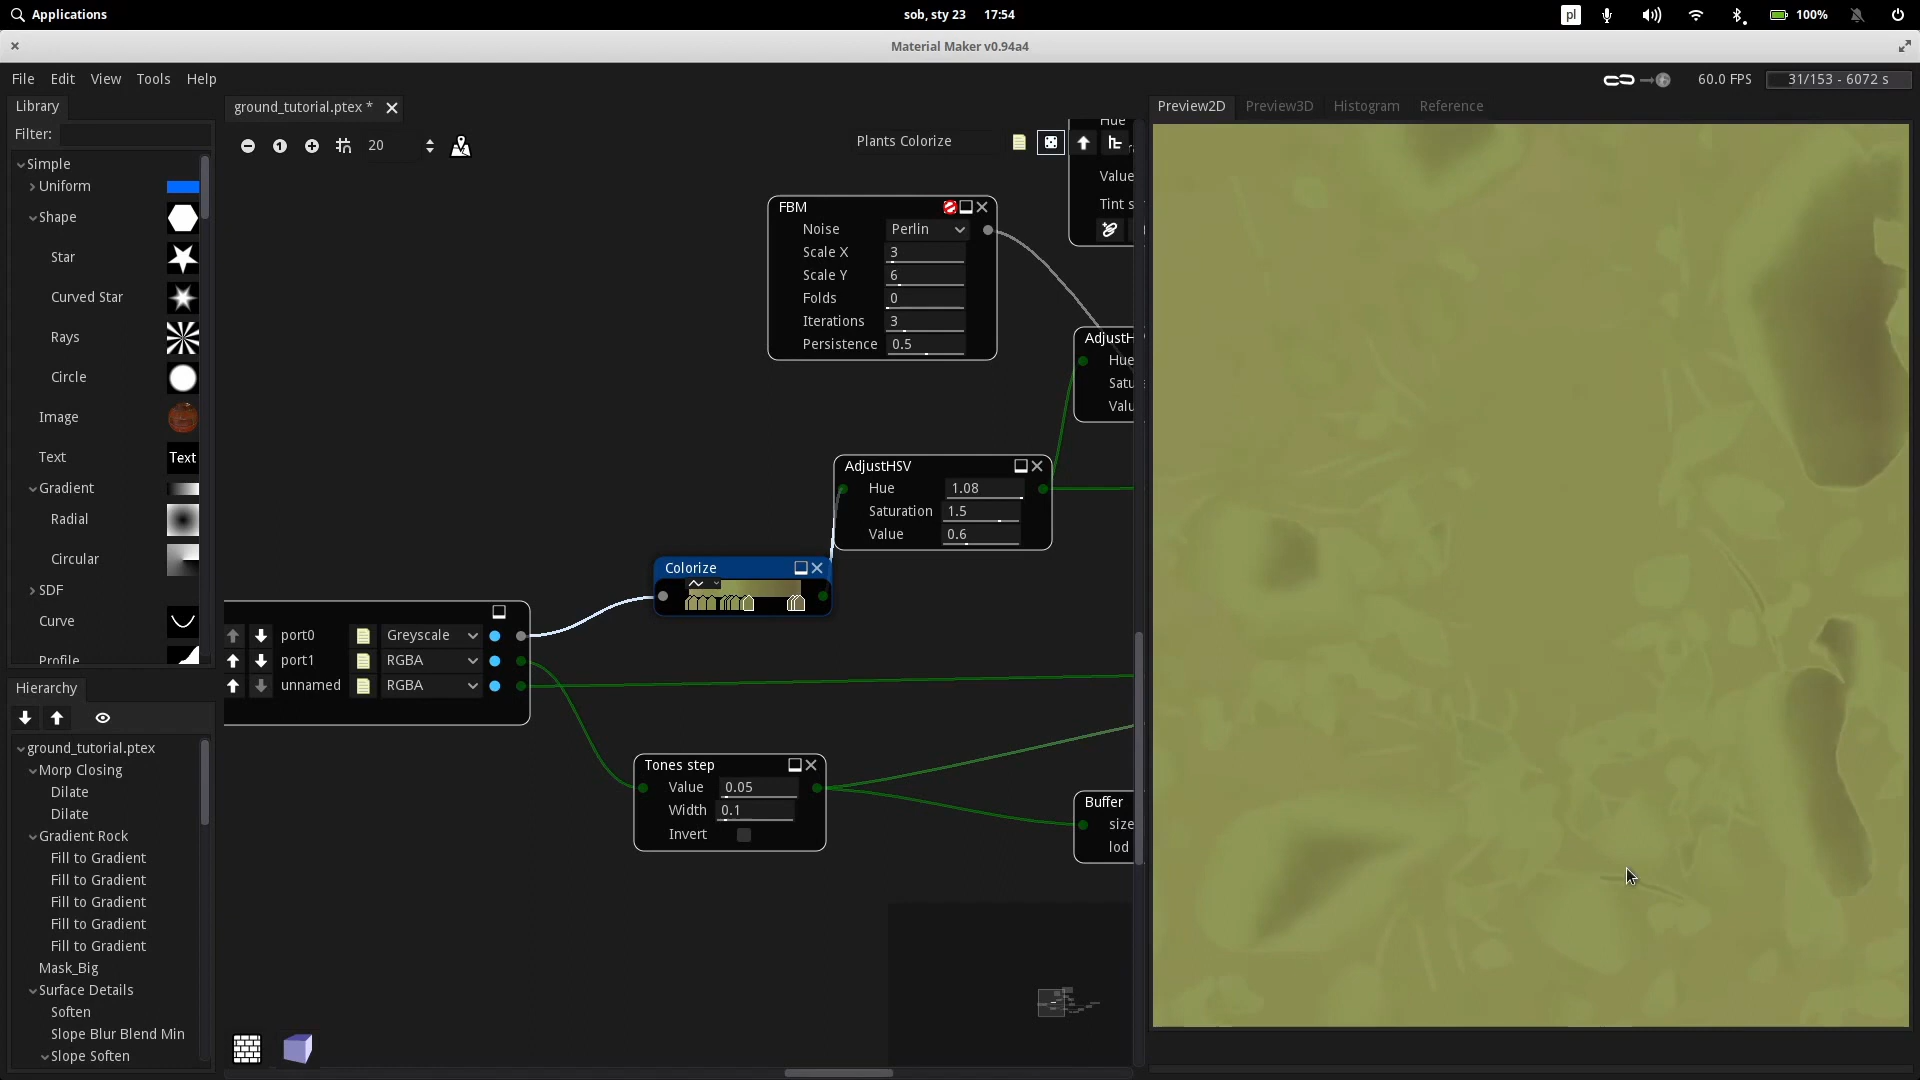 Applications
sob, sty 23 17:54
pl
100%
Material Maker v0.94a4
File Edit View Tools Help
60.0 FPS
31/153 - 6072 s
Library
Filter:
Simple
Uniform
Shape
Star
Curved Star
Rays
Circle
Image
Text
Text
Gradient
Radial
Circular
SDF
Curve
Profile
Hierarchy
ground_tutorial.ptex
Morp Closing
Dilate
Dilate
Gradient Rock
Fill to Gradient
Fill to Gradient
Fill to Gradient
Fill to Gradient
Fill to Gradient
Mask_Big
Surface Details
Soften
Slope Blur Blend Min
Slope Soften
ground_tutorial.ptex *
1
20
Plants Colorize
Hue
Value
Tint s
FBM
Noise Perlin
Scale X 3
Scale Y 6
Folds 0
Iterations 3
Persistence 0.5
AdjustH
Hue
Satu
Valu
AdjustHSV
Hue 1.08
Saturation 1.5
Value 0.6
Colorize
port0 Greyscale
port1 RGBA
unnamed RGBA
Tones step
Value 0.05
Width 0.1
Invert
Buffer
size
lod
Preview2D Preview3D Histogram Reference